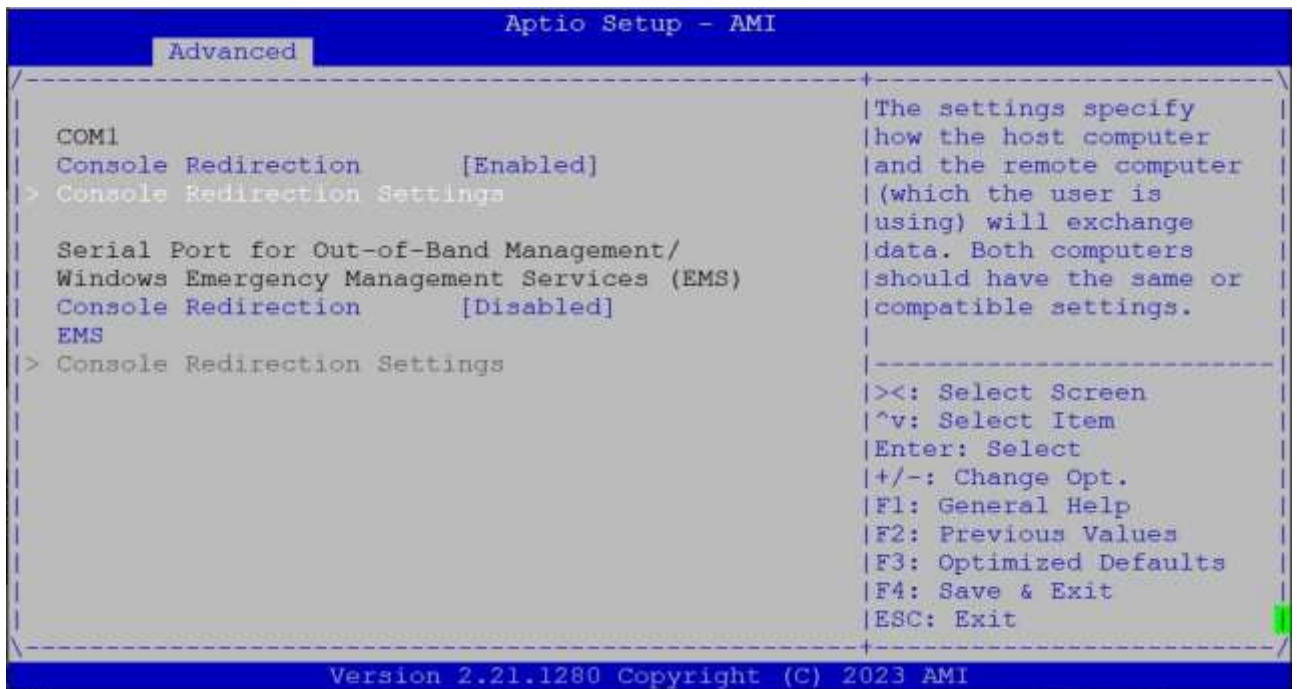 Aptio Setup - AMI
Advanced
COM1
Console Redirection [Enabled]
> Console Redirection Settings
Serial Port for Out-of-Band Management/
Windows Emergency Management Services (EMS)
Console Redirection [Disabled]
EMS
> Console Redirection Settings
The settings specify
how the host computer
and the remote computer
(which the user is
using) will exchange
data. Both computers
should have the same or
compatible settings.
><: Select Screen
^v: Select Item
Enter: Select
+/-: Change Opt.
F1: General Help
F2: Previous Values
F3: Optimized Defaults
F4: Save & Exit
ESC: Exit
Version 2.21.1280 Copyright (C) 2023 AMI